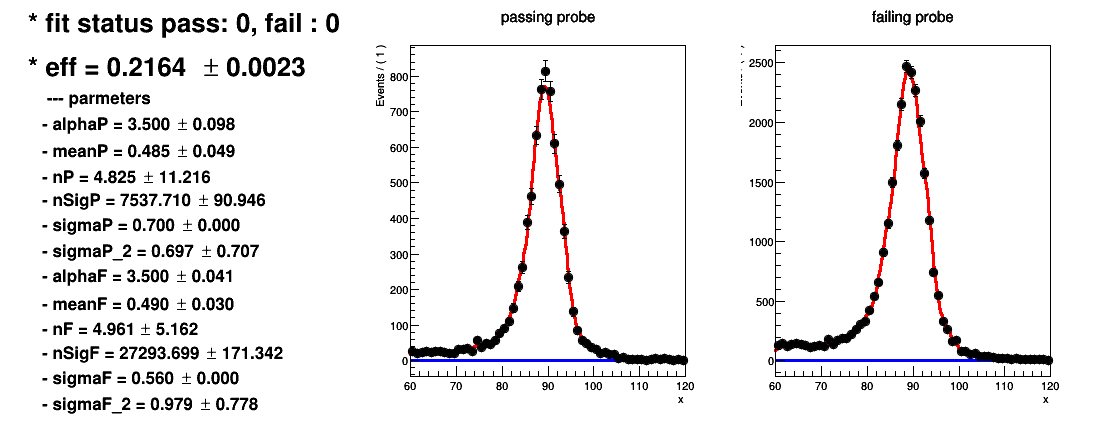 * fit status pass: 0, fail : 0
* eff = 0.2164 ± 0.0023
--- parmeters
- alphaP = 3.500 ± 0.098
- meanP = 0.485 ± 0.049
- nP = 4.825 ± 11.216
- nSigP = 7537.710 ± 90.946
- sigmaP = 0.700 ± 0.000
- sigmaP_2 = 0.697 ± 0.707
- alphaF = 3.500 ± 0.041
- meanF = 0.490 ± 0.030
- nF = 4.961 ± 5.162
- nSigF = 27293.699 ± 171.342
- sigmaF = 0.560 ± 0.000
- sigmaF_2 = 0.979 ± 0.778
passing probe
Events / ( 1 )
800
700
600
500
400
300
200
100
0
60 70 80 90 100 110 120
x
failing probe
2500
2000
1500
1000
500
0
60 70 80 90 100 110 120
x